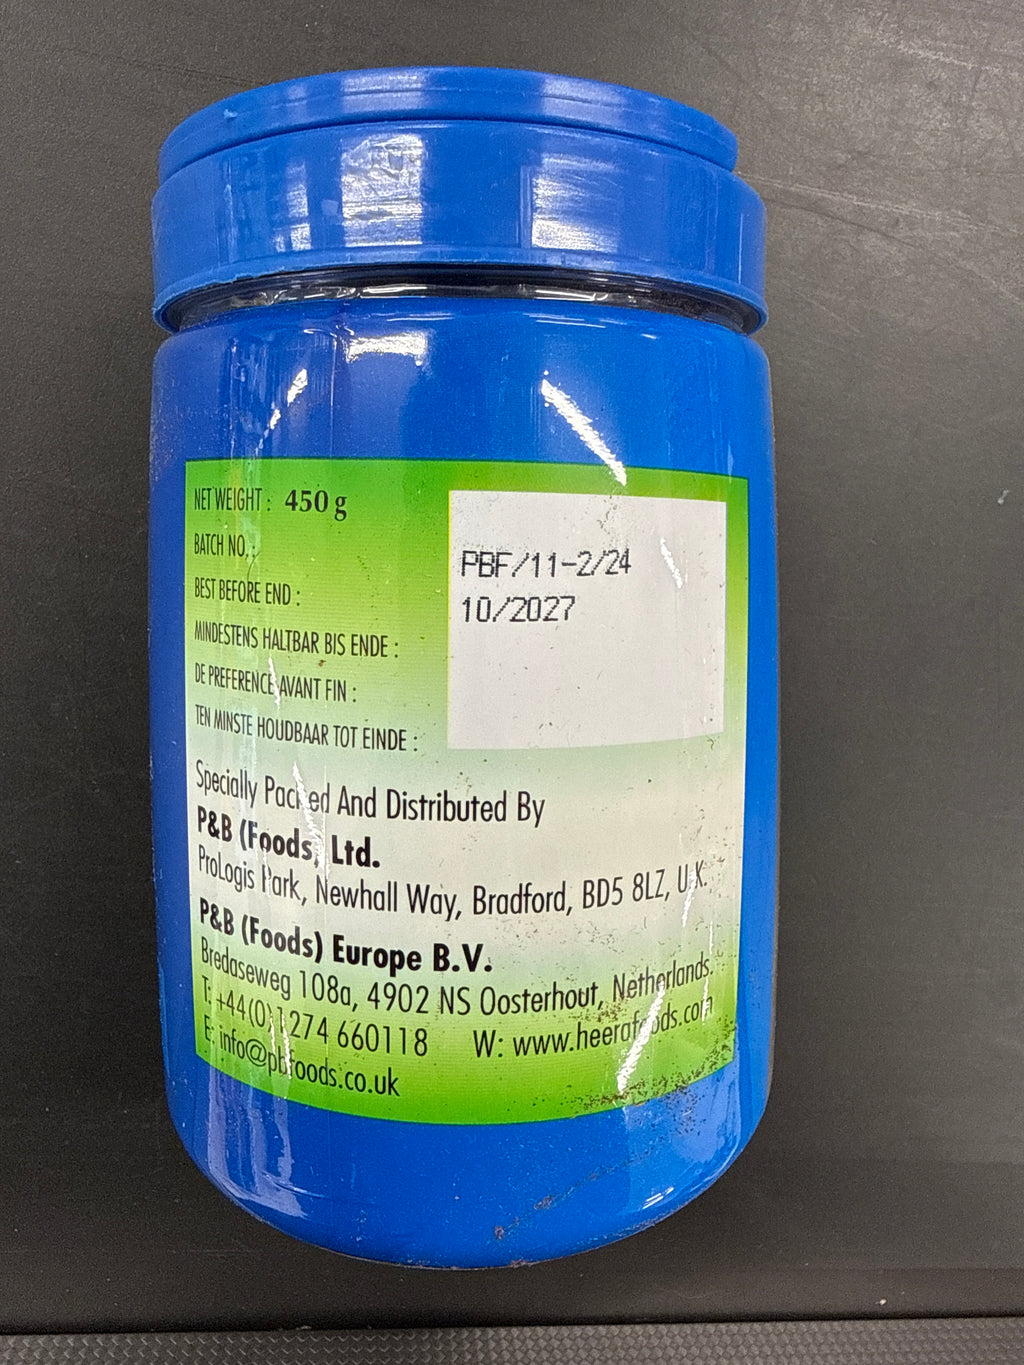 NET WEIGHT : 450 g
BATCH NO. : PBF/11-2/24
BEST BEFORE END : 10/2027
MINDESTENS HALTBAR BIS ENDE :
DE PREFERENCE AVANT FIN :
TEN MINSTE HOUDBAAR TOT EINDE :
Specially Packed And Distributed By
P&B (Foods) Ltd.
ProLogis Park, Newhall Way, Bradford, BD5 8LZ, U.K.
P&B (Foods) Europe B.V.
Bredaseweg 108a, 4902 NS Oosterhout, Netherlands.
T: +44(0)1274 660118 W: www.heerafoods.com
E: info@pbfoods.co.uk